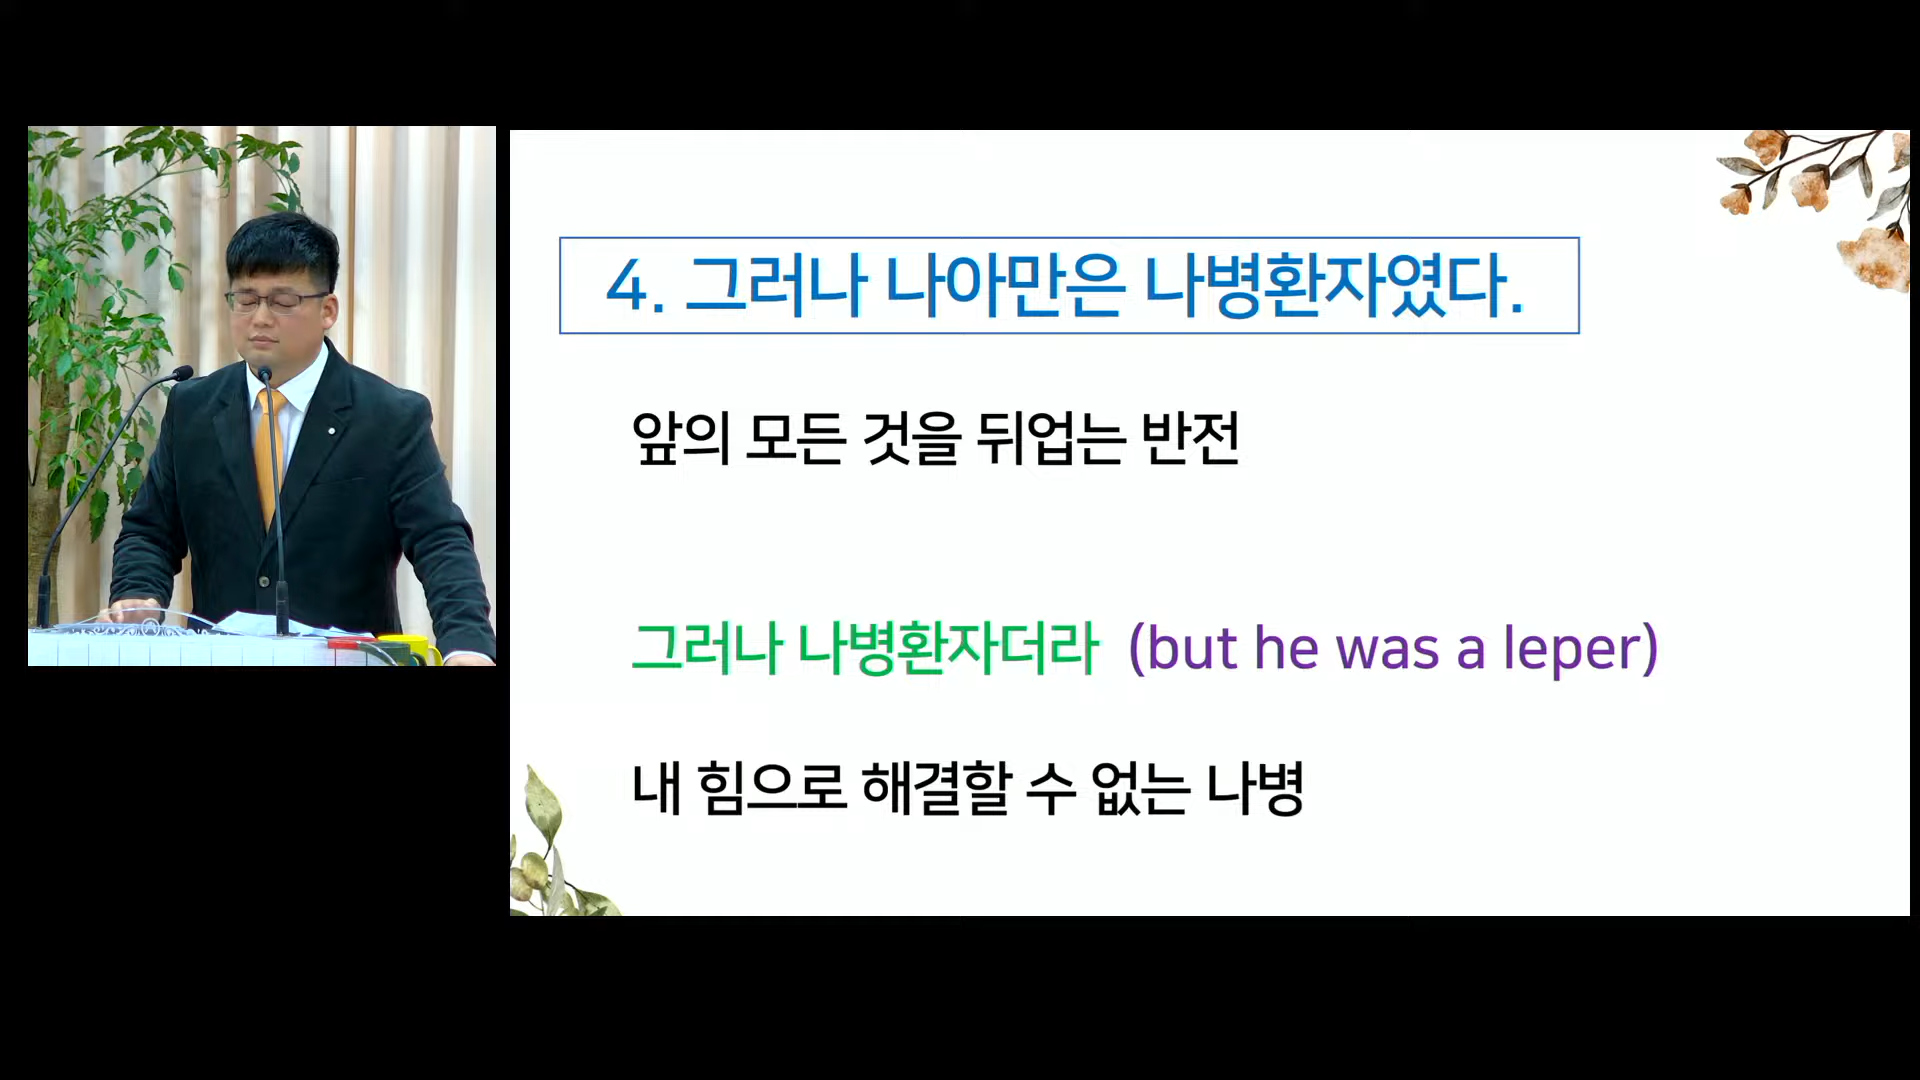 4. 그러나 나아만은 나병환자였다.
앞의 모든 것을 뒤업는 반전
그러나 나병환자더라 (but he was a leper)
내 힘으로 해결할 수 없는 나병